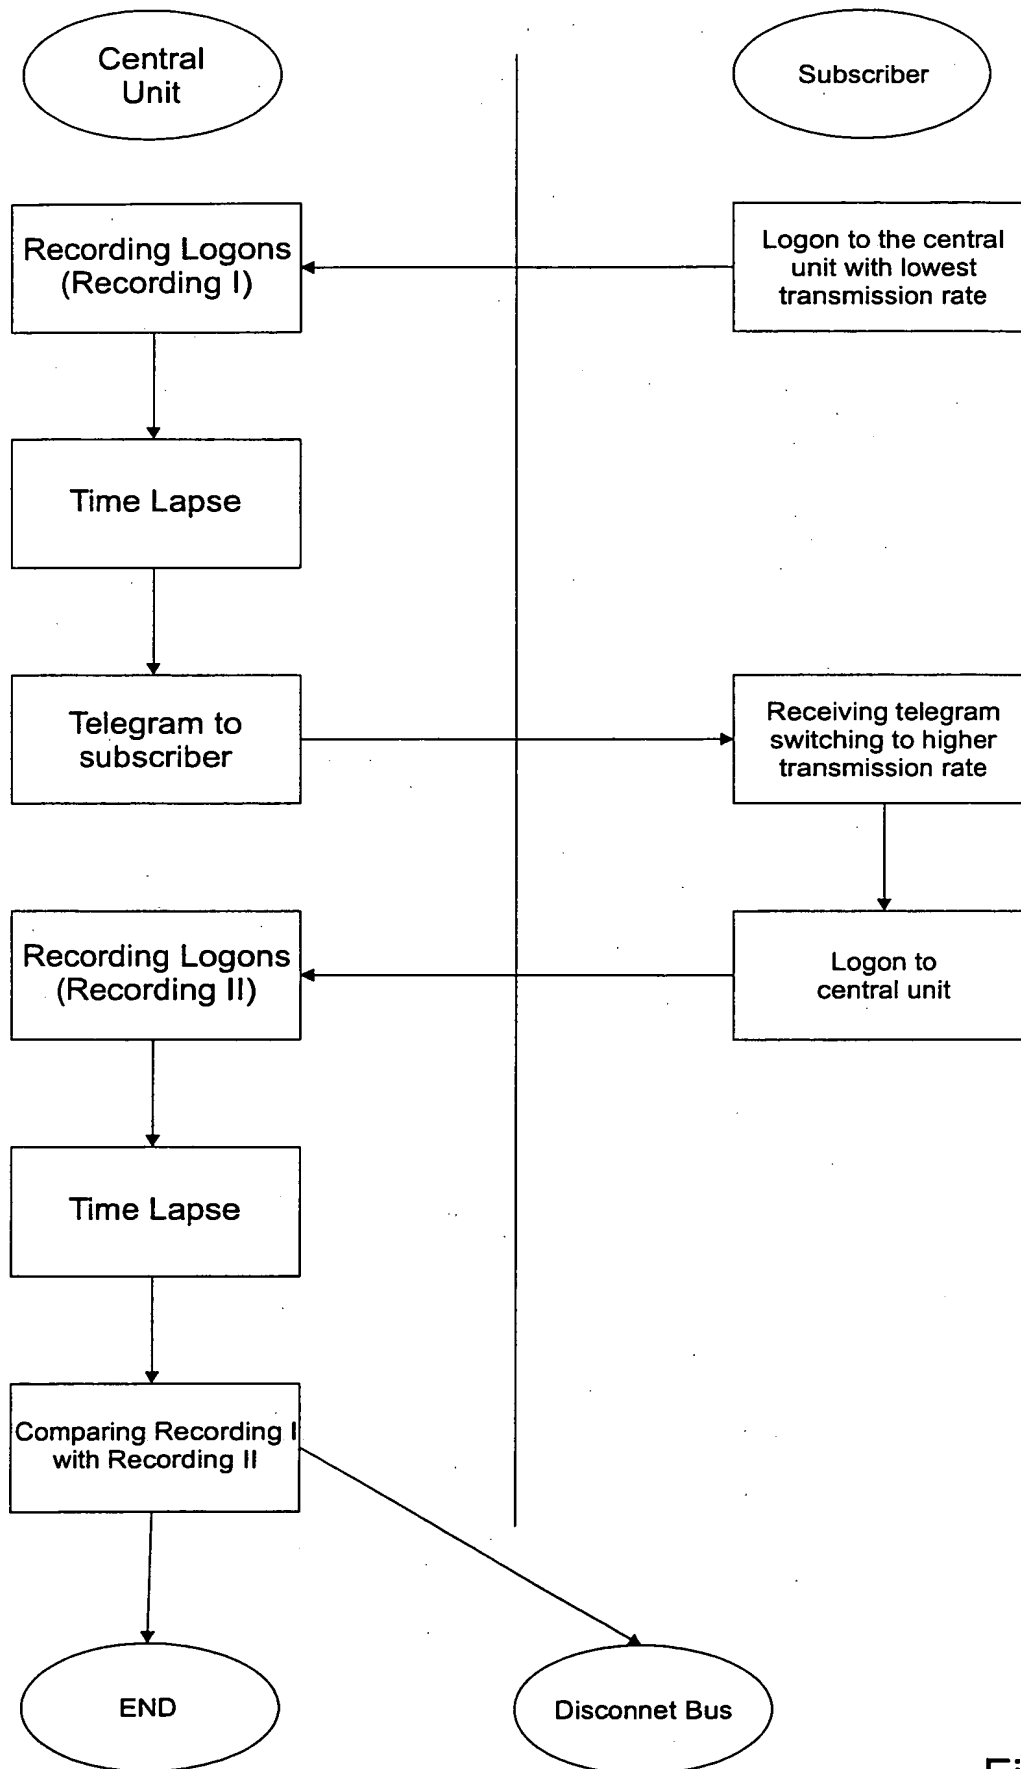 Central
Unit
Subscriber
Recording Logons
(Recording I)
Logon to the central
unit with lowest
transmission rate
Time Lapse
Telegram to
subscriber
Receiving telegram
switching to higher
transmission rate
Recording Logons
(Recording II)
Logon to
central unit
Time Lapse
Comparing Recording I
with Recording II
END
Disconnet Bus